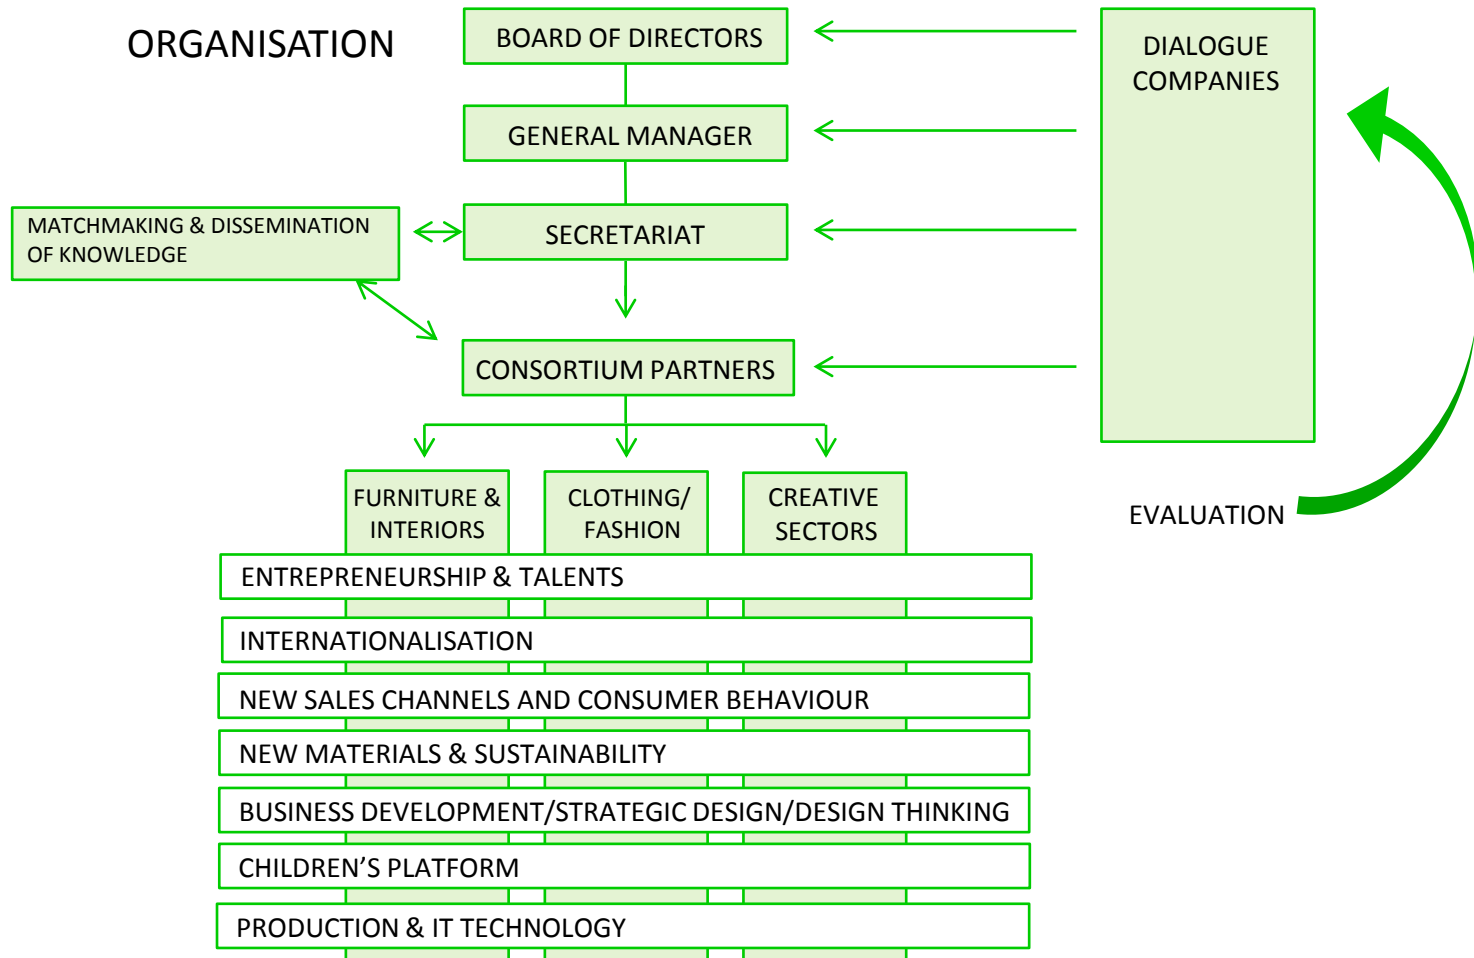 ORGANISATION
BOARD OF DIRECTORS
DIALOGUE
COMPANIES
GENERAL MANAGER
MATCHMAKING & DISSEMINATION
OF KNOWLEDGE
SECRETARIAT
CONSORTIUM PARTNERS
FURNITURE &
INTERIORS
CLOTHING/
FASHION
CREATIVE
SECTORS
EVALUATION
ENTREPRENEURSHIP & TALENTS
INTERNATIONALISATION
NEW SALES CHANNELS AND CONSUMER BEHAVIOUR
NEW MATERIALS & SUSTAINABILITY
BUSINESS DEVELOPMENT/STRATEGIC DESIGN/DESIGN THINKING
CHILDREN’S PLATFORM
PRODUCTION & IT TECHNOLOGY